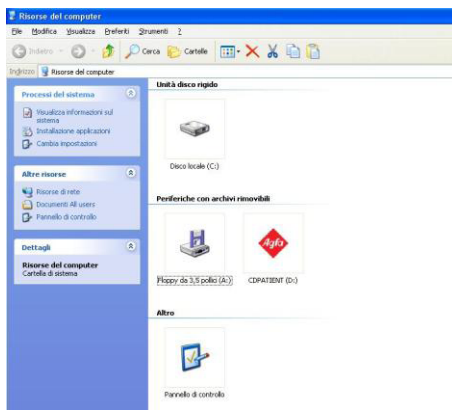 Risorse del computer
File Modifica Visualizza Preferiti Strumenti ?
Indietro Cerca Cartelle
Indirizzo Risorse del computer
Processi del sistema
Visualizza informazioni sul
sistema
Installazione applicazioni
Cambia impostazioni
Altre risorse
Risorse di rete
Documenti All users
Pannello di controllo
Dettagli
Risorse del computer
Cartella di sistema
Unità disco rigido
Disco locale (C:)
Periferiche con archivi rimovibili
Agfa
Floppy da 3,5 pollici (A:) CDPATIENT (D:)
Altro
Pannello di controllo